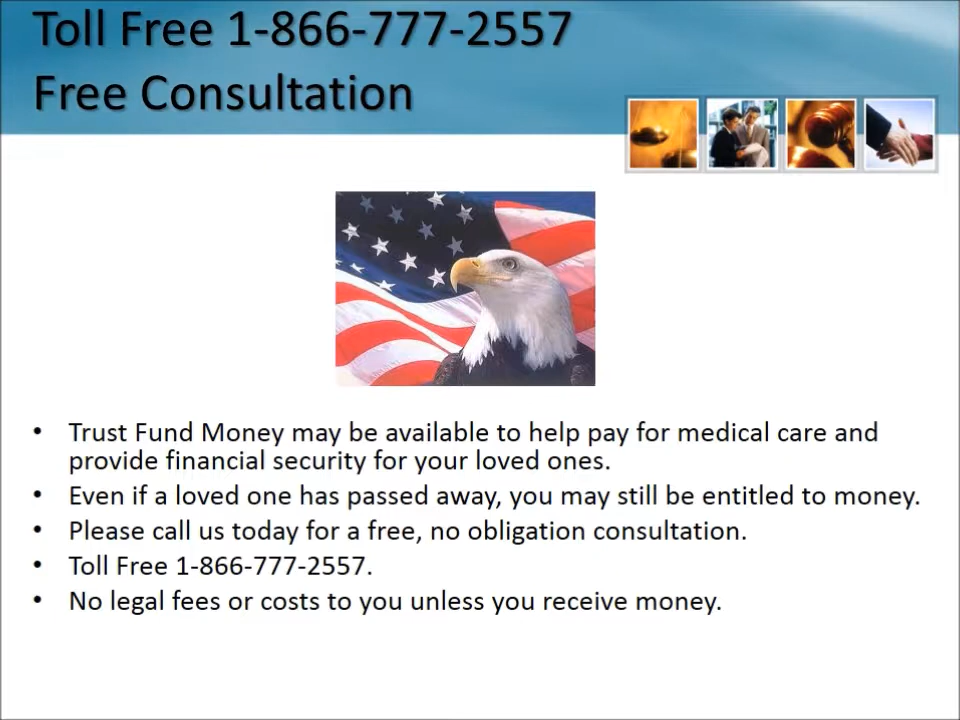 Toll Free 1-866-777-2557
Free Consultation
• Trust Fund Money may be available to help pay for medical care and
provide financial security for your loved ones.
• Even if a loved one has passed away, you may still be entitled to money.
• Please call us today for a free, no obligation consultation.
• Toll Free 1-866-777-2557.
• No legal fees or costs to you unless you receive money.